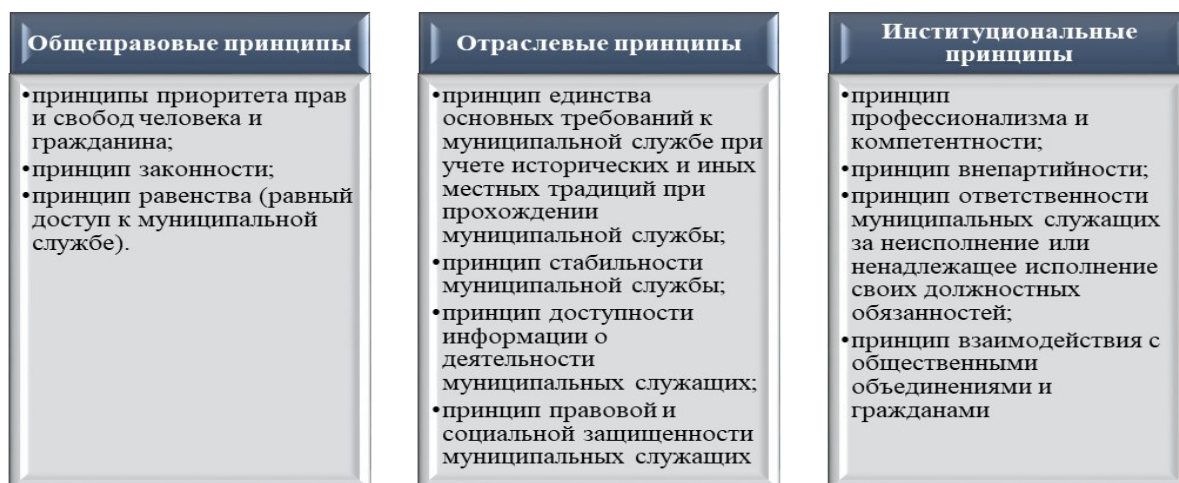 Общеправовые принципы
•принципы приоритета прав
и свобод человека и
гражданина;
•принцип законности;
•принцип равенства (равный
доступ к муниципальной
службе).
Отраслевые принципы
•принцип единства
основных требований к
муниципальной службе при
учете исторических и иных
местных традиций при
прохождении
муниципальной службы;
•принцип стабильности
муниципальной службы;
•принцип доступности
информации о
деятельности
муниципальных служащих;
•принцип правовой и
социальной защищенности
муниципальных служащих
Институциональные
принципы
•принцип
профессионализма и
компетентности;
•принцип внепартийности;
•принцип ответственности
муниципальных служащих
за неисполнение или
ненадлежащее исполнение
своих должностных
обязанностей;
•принцип взаимодействия с
общественными
объединениями и
гражданами